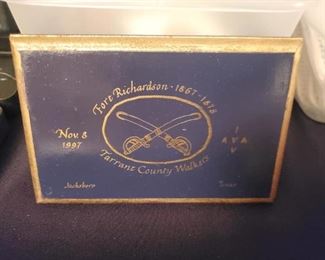 Fort Richardson · 1867-1878
Nov. 8
1997
Tarrant County Walkers
I
A V A
V
Jacksboro
Texas